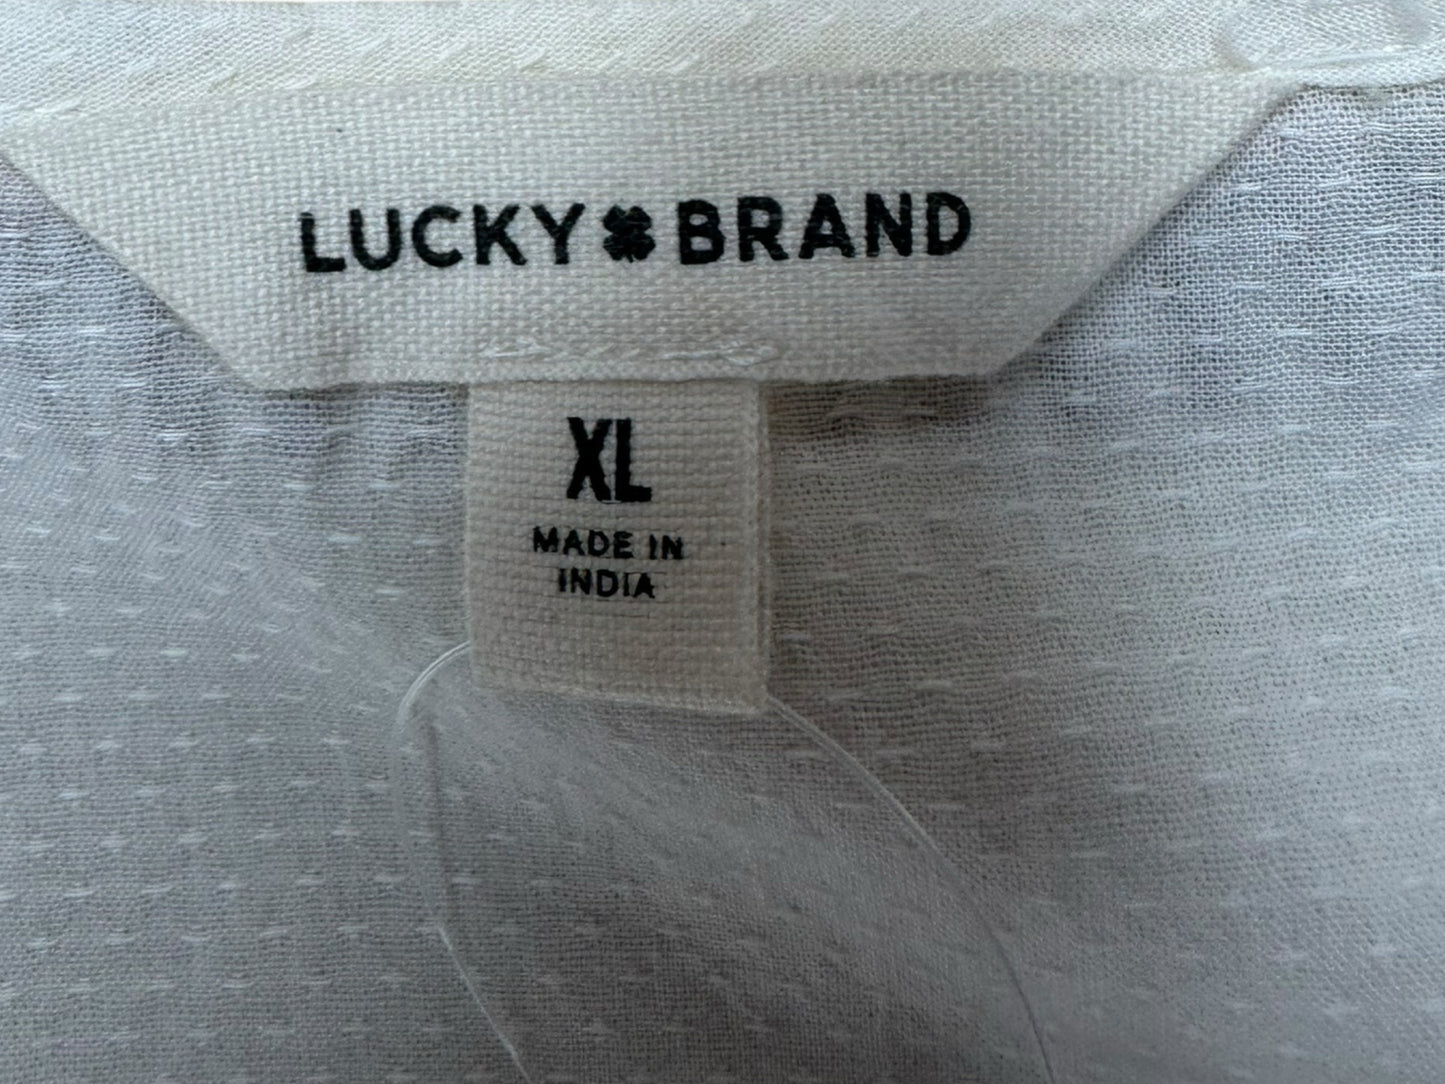 LUCKY BRAND
XL
MADE IN
INDIA